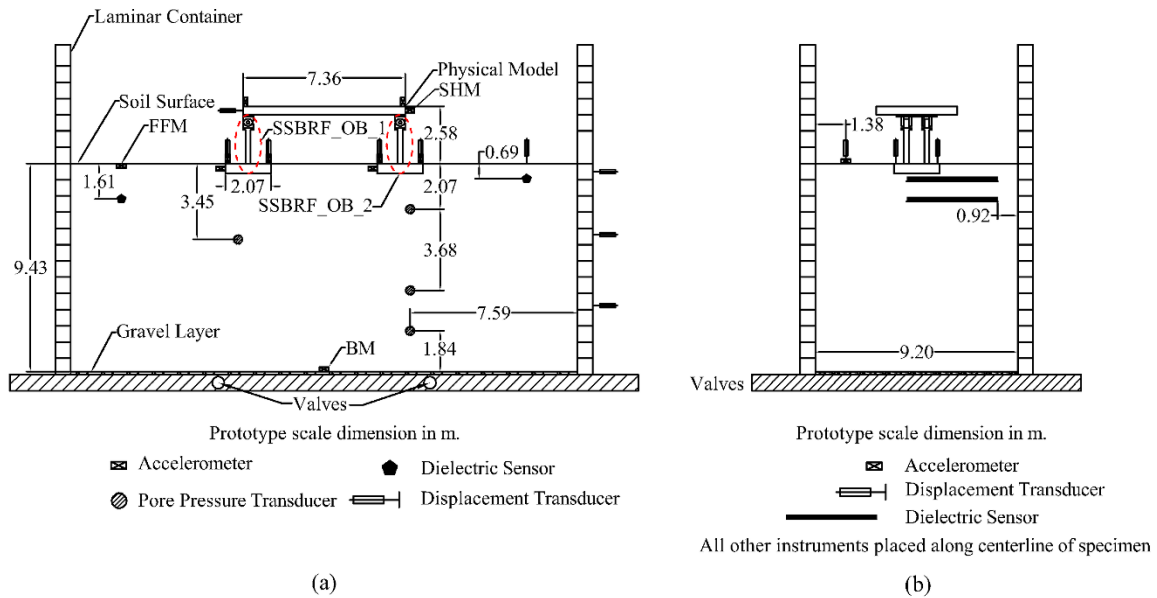 Laminar Container
7.36
Physical Model
SHM
Soil Surface
FFM
SSBRF_OB_1
2.58
1.38
0.69
1.61
2.07
2.07
3.45
SSBRF_OB_2
0.92
3.68
9.43
7.59
Gravel Layer
BM
1.84
9.20
Valves
Valves
Prototype scale dimension in m.
Accelerometer
Dielectric Sensor
Pore Pressure Transducer
Displacement Transducer
(a)
Prototype scale dimension in m.
Accelerometer
Displacement Transducer
Dielectric Sensor
All other instruments placed along centerline of specimen
(b)